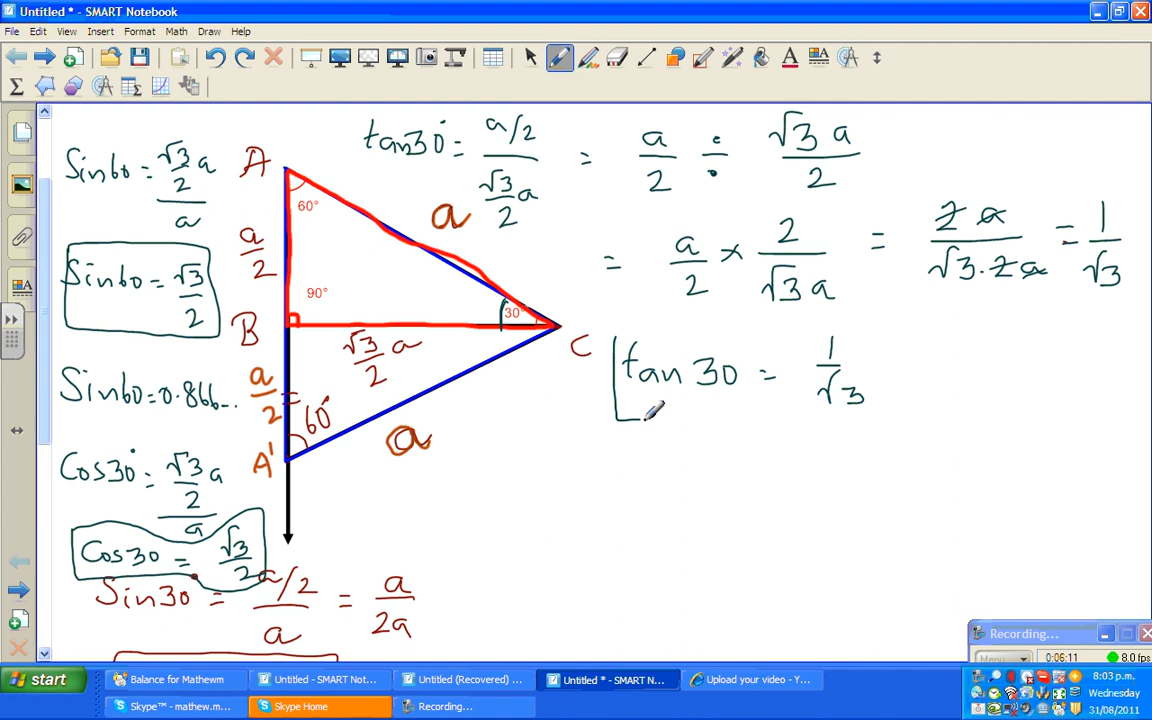 Untitled * - SMART Notebook
File Edit View Insert Format Math Draw Help
tan30° = a/2 / √3/2 a = a/2 ÷ √3 a/2
= a/2 × 2/√3a = 2a/√3·2a = 1/√3
tan 30 = 1/√3
Sin60 = √3/2 a / a
Sin60 = √3/2
Sin60=0.866..
Cos30° = √3/2 a / a
Cos30 = √3/2
Sin30° = a/2 / a = a/2a
A
60°
a
a/2
90°
30°
B
√3/2 a
C
a/2
60°
a
A'
Recording...
Menu
0:06:11
8.0 fps
start
Balance for Mathewm
Untitled - SMART Not...
Untitled (Recovered) - ...
Untitled * - SMART N...
Upload your video - Y...
Skype™ - mathew.m...
Skype Home
Recording...
8:03 p.m.
Wednesday
31/08/2011